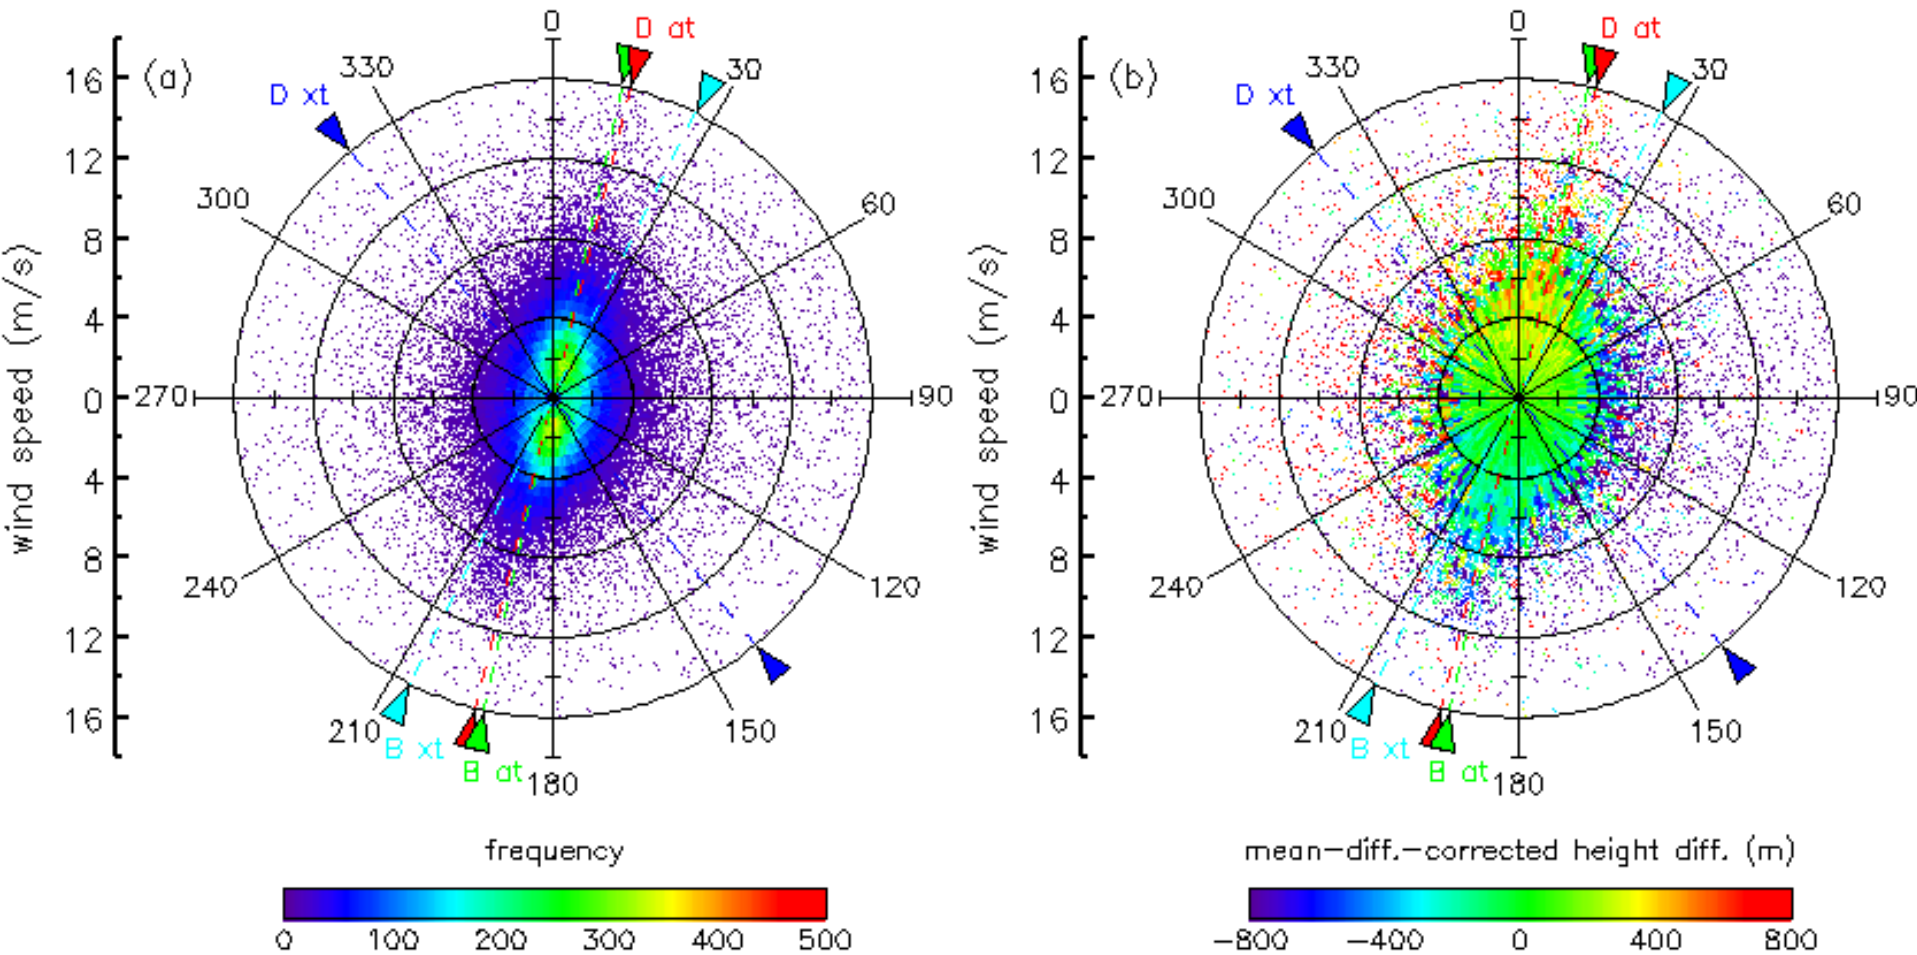 0
D at
(a)
330
30
D xt
300
60
270
90
240
120
210
150
B xt
B at
180
wind speed (m/s)
16
12
8
4
0
4
8
12
16
frequency
0 100 200 300 400 500
0
D at
(b)
330
30
D xt
300
60
270
90
240
120
210
150
B xt
B at
180
wind speed (m/s)
16
12
8
4
0
4
8
12
16
mean-diff.-corrected height diff. (m)
-800 -400 0 400 800